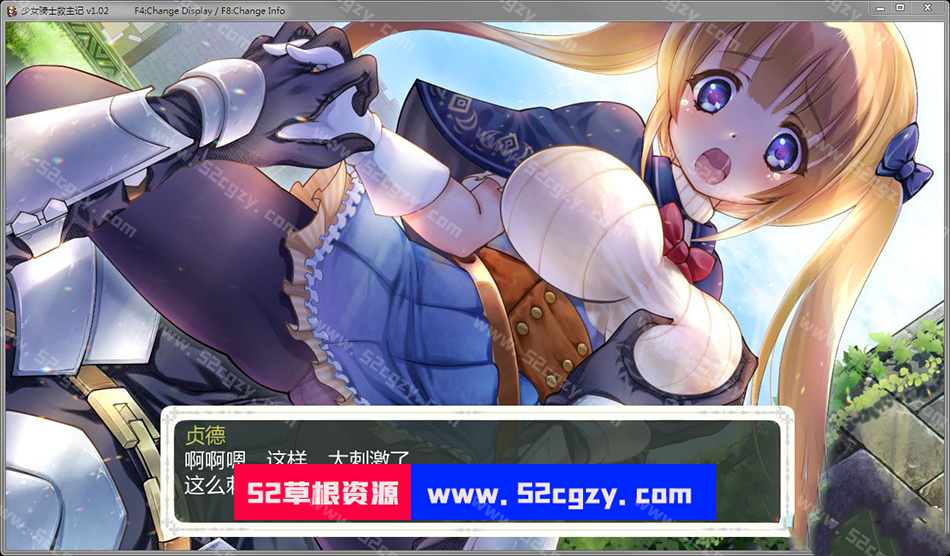 少女骑士救主记 v1.02 F4:Change Display / F8:Change Info
贞德
啊啊嗯 这样 太刺激了
这么
52草根资源 www.52cgzy.com